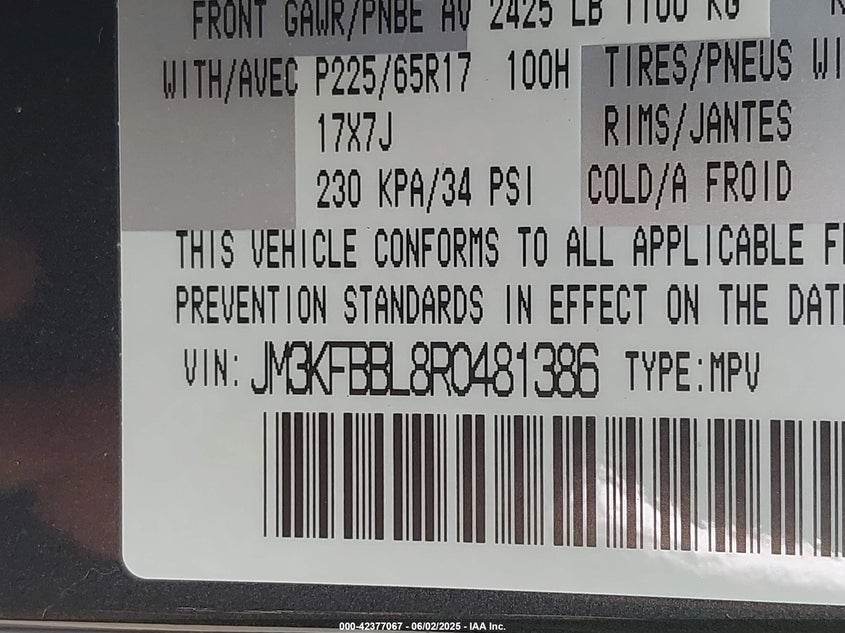 FRONT GAWR/PNBE AV 2425 LB 1100 KG
WITH/AVEC P225/65R17 100H TIRES/PNEUS WI
17X7J RIMS/JANTES
230 KPA/34 PSI COLD/A FROID
THIS VEHICLE CONFORMS TO ALL APPLICABLE
PREVENTION STANDARDS IN EFFECT ON THE DAT
VIN: JM3KFBBL8R0481386 TYPE:MPV
000-42377067 - 06/02/2025 - IAA Inc.